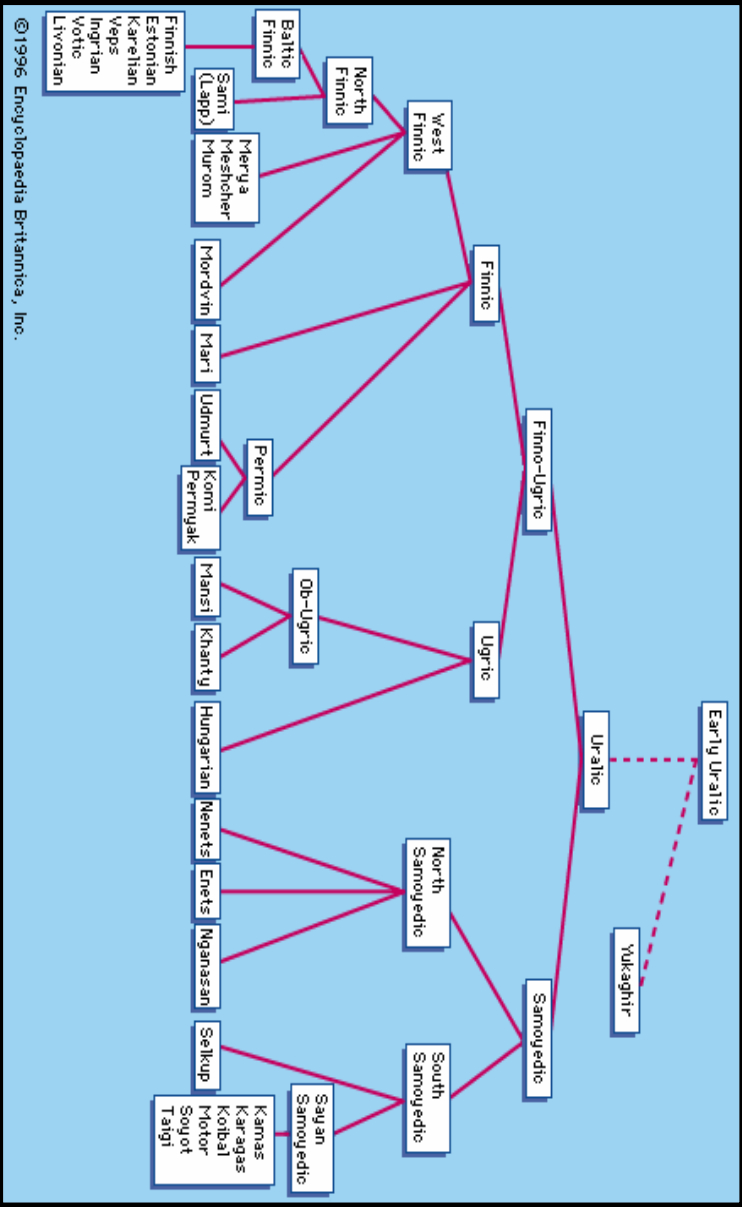 Early Uralic
Yukaghir
Uralic
Finno-Ugric
Samoyedic
Finnic
Ugric
West
Finnic
North
Samoyedic
South
Samoyedic
North
Finnic
Baltic
Finnic
Ob-Ugric
Sayan
Samoyedic
Permic
Finnish
Estonian
Karelian
Veps
Ingrian
Votic
Livonian
Sami
(Lapp)
Merya
Meshcher
Murom
Mordvin
Mari
Udmurt
Komi
Permyak
Mansi
Khanty
Hungarian
Nenets
Enets
Nganasan
Selkup
Kamas
Karagas
Koibal
Motor
Soyot
Taigi
©1996 Encyclopaedia Britannica, Inc.